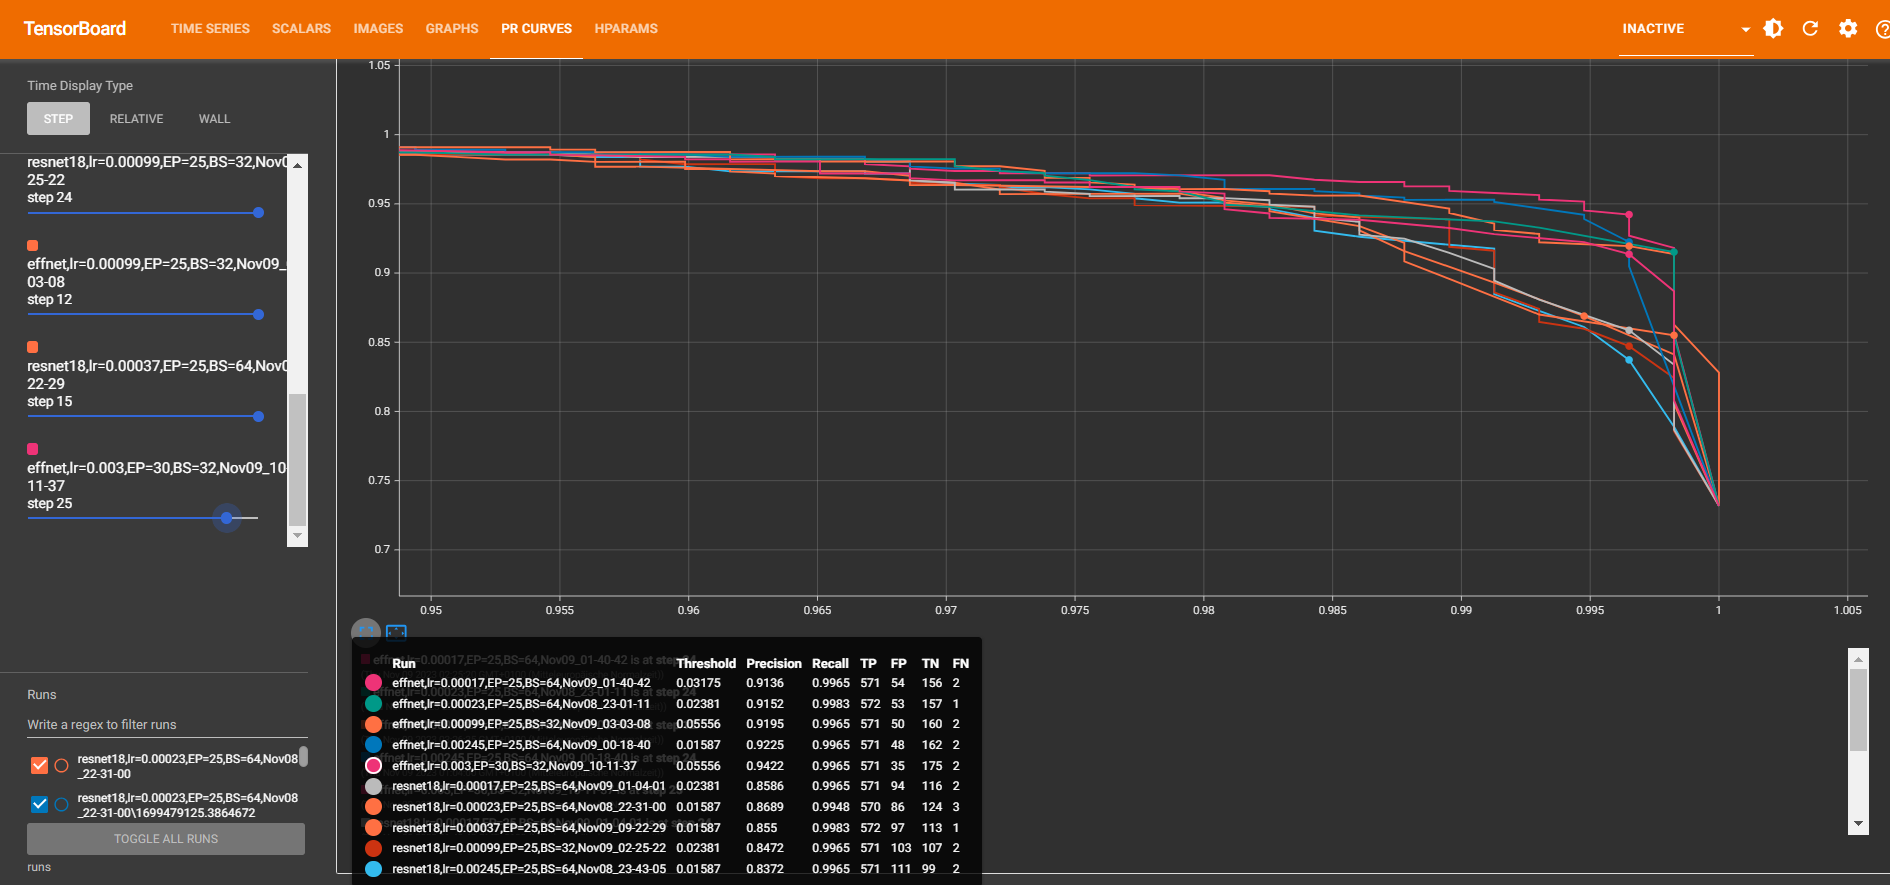 TensorBoard TIME SERIES SCALARS IMAGES GRAPHS PR CURVES HPARAMS INACTIVE
Time Display Type
STEP RELATIVE WALL
resnet18,lr=0.00099,EP=25,BS=32,Nov0
25-22
step 24
effnet,lr=0.00099,EP=25,BS=32,Nov09_
03-08
step 12
resnet18,lr=0.00037,EP=25,BS=64,Nov0
22-29
step 15
effnet,lr=0.003,EP=30,BS=32,Nov09_10-
11-37
step 25
Runs
Write a regex to filter runs
resnet18,lr=0.00023,EP=25,BS=64,Nov08
_22-31-00
resnet18,lr=0.00023,EP=25,BS=64,Nov08
_22-31-00\1699479125.3864672
TOGGLE ALL RUNS
runs
1.05
1
0.95
0.9
0.85
0.8
0.75
0.7
0.95 0.955 0.96 0.965 0.97 0.975 0.98 0.985 0.99 0.995 1 1.005
Run Threshold Precision Recall TP FP TN FN
effnet,lr=0.00017,EP=25,BS=64,Nov09_01-40-42 0.03175 0.9136 0.9965 571 54 156 2
effnet,lr=0.00023,EP=25,BS=64,Nov08_23-01-11 0.02381 0.9152 0.9983 572 53 157 1
effnet,lr=0.00099,EP=25,BS=32,Nov09_03-03-08 0.05556 0.9195 0.9965 571 50 160 2
effnet,lr=0.00245,EP=25,BS=64,Nov09_00-18-40 0.01587 0.9225 0.9965 571 48 162 2
effnet,lr=0.003,EP=30,BS=32,Nov09_10-11-37 0.05556 0.9422 0.9965 571 35 175 2
resnet18,lr=0.00017,EP=25,BS=64,Nov09_01-04-01 0.02381 0.8586 0.9965 571 94 116 2
resnet18,lr=0.00023,EP=25,BS=64,Nov08_22-31-00 0.01587 0.8689 0.9948 570 86 124 3
resnet18,lr=0.00037,EP=25,BS=64,Nov09_09-22-29 0.01587 0.855 0.9983 572 97 113 1
resnet18,lr=0.00099,EP=25,BS=32,Nov09_02-25-22 0.02381 0.8472 0.9965 571 103 107 2
resnet18,lr=0.00245,EP=25,BS=64,Nov08_23-43-05 0.01587 0.8372 0.9965 571 111 99 2